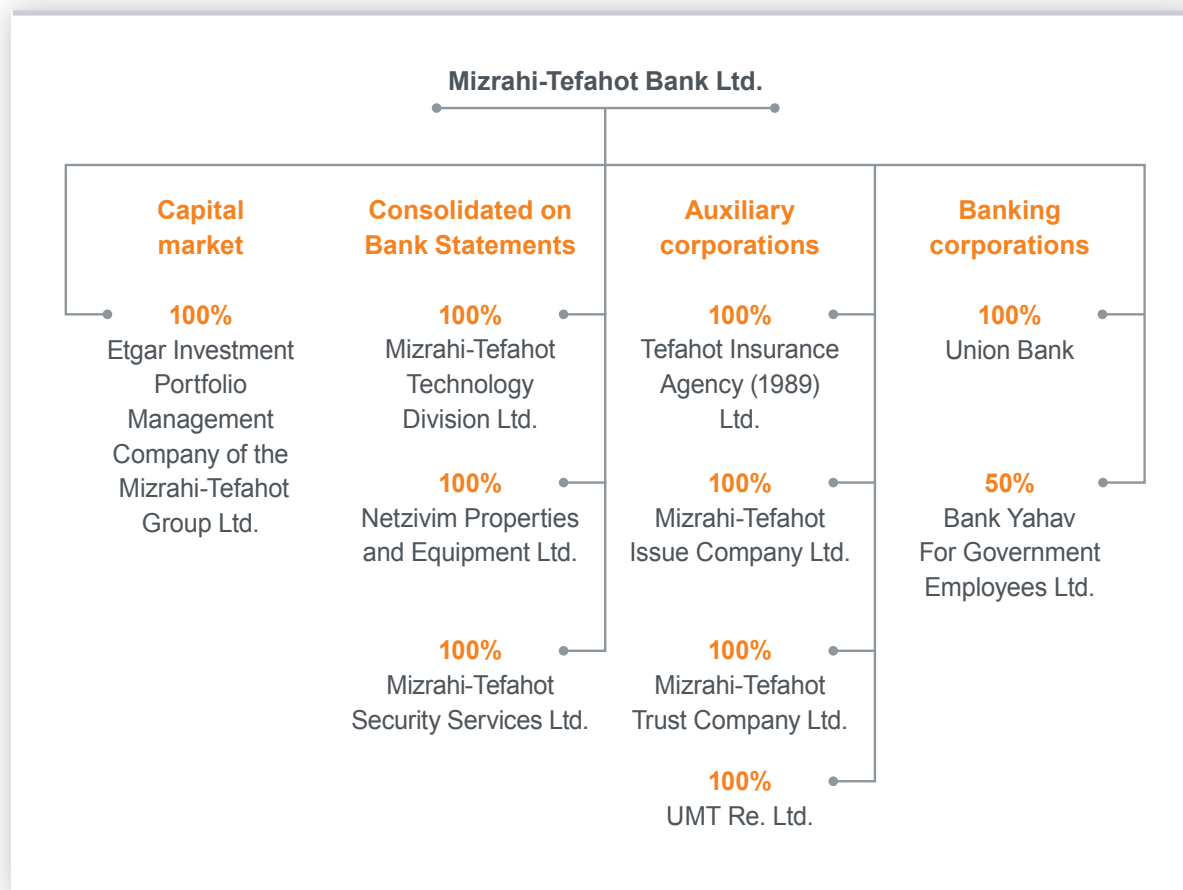 Mizrahi-Tefahot Bank Ltd.
Capital
market
100%
Etgar Investment
Portfolio
Management
Company of the
Mizrahi-Tefahot
Group Ltd.
Consolidated on
Bank Statements
100%
Mizrahi-Tefahot
Technology
Division Ltd.
100%
Netzivim Properties
and Equipment Ltd.
100%
Mizrahi-Tefahot
Security Services Ltd.
Auxiliary
corporations
100%
Tefahot Insurance
Agency (1989)
Ltd.
100%
Mizrahi-Tefahot
Issue Company Ltd.
100%
Mizrahi-Tefahot
Trust Company Ltd.
100%
UMT Re. Ltd.
Banking
corporations
100%
Union Bank
50%
Bank Yahav
For Government
Employees Ltd.